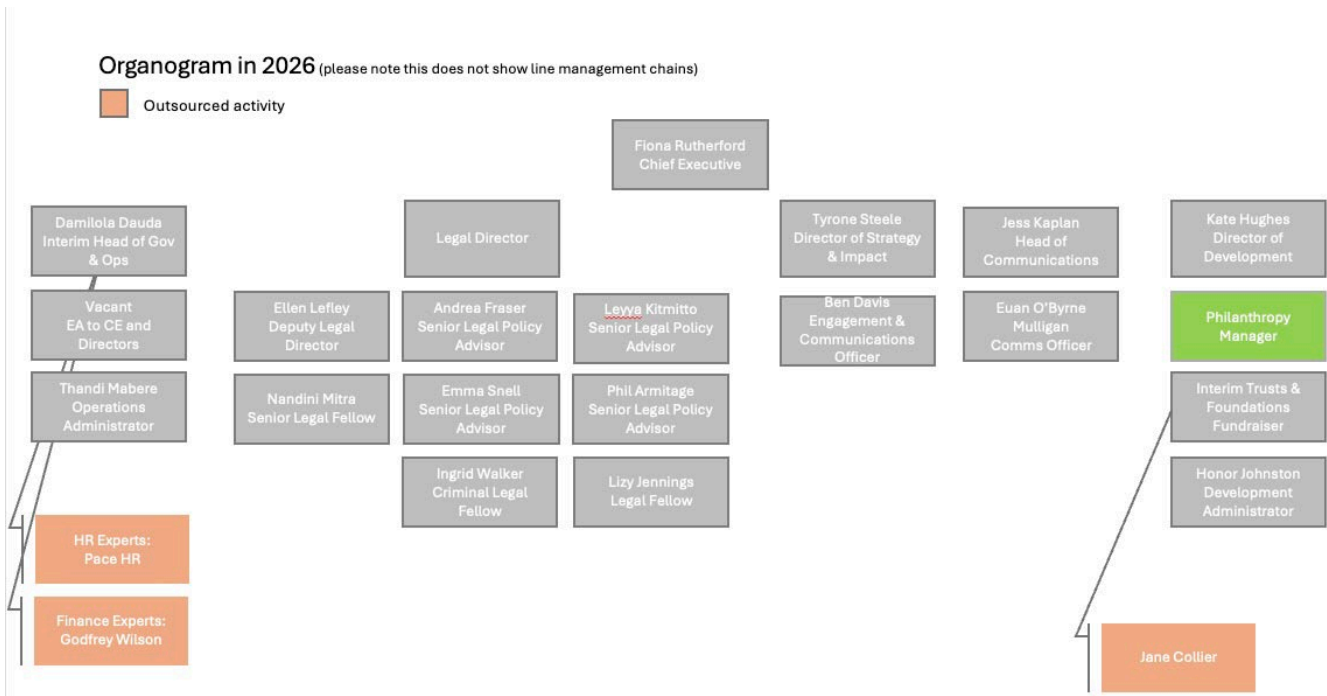 Organogram in 2026 (please note this does not show line management chains)
Outsourced activity
Fiona Rutherford
Chief Executive
Damilola Dauda
Interim Head of Gov
& Ops
Legal Director
Tyrone Steele
Director of Strategy
& Impact
Jess Kaplan
Head of
Communications
Kate Hughes
Director of
Development
Vacant
EA to CE and
Directors
Ellen Lefley
Deputy Legal
Director
Andrea Fraser
Senior Legal Policy
Advisor
Leyya Kitmitto
Senior Legal Policy
Advisor
Ben Davis
Engagement &
Communications
Officer
Euan O'Byrne
Mulligan
Comms Officer
Philanthropy
Manager
Thandi Mabere
Operations
Administrator
Nandini Mitra
Senior Legal Fellow
Emma Snell
Senior Legal Policy
Advisor
Phil Armitage
Senior Legal Policy
Advisor
Interim Trusts &
Foundations
Fundraiser
Ingrid Walker
Criminal Legal
Fellow
Lizy Jennings
Legal Fellow
Honor Johnston
Development
Administrator
HR Experts:
Pace HR
Finance Experts:
Godfrey Wilson
Jane Collier